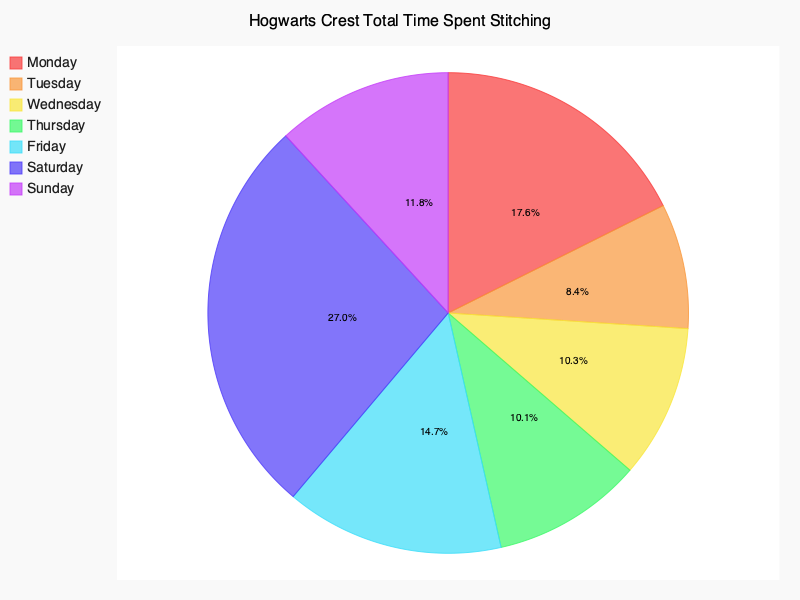 Hogwarts Crest Total Time Spent Stitching
Monday
Tuesday
Wednesday
Thursday
Friday
Saturday
Sunday
11.8%
17.6%
8.4%
27.0%
10.3%
10.1%
14.7%